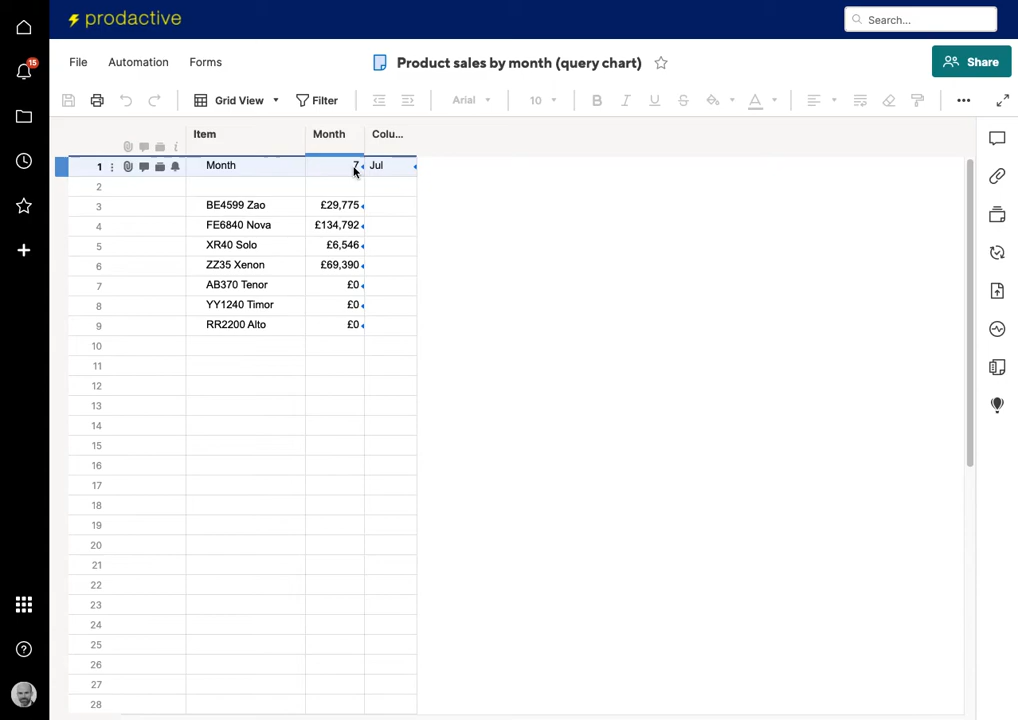 prodactive
Search...
15
File Automation Forms
Product sales by month (query chart)
Share
Grid View Filter Arial 10 B I U S A
Item Month Colu...
1 Month 7 Jul
2
3 BE4599 Zao £29,775
4 FE6840 Nova £134,792
5 XR40 Solo £6,546
6 ZZ35 Xenon £69,390
7 AB370 Tenor £0
8 YY1240 Timor £0
9 RR2200 Alto £0
10
11
12
13
14
15
16
17
18
19
20
21
22
23
24
25
26
27
28